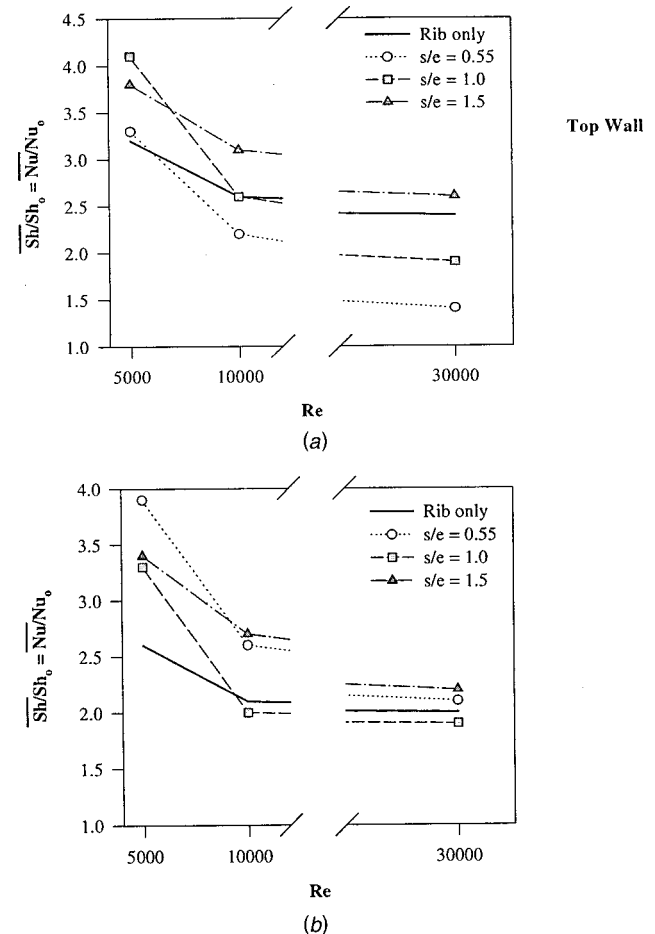 4.5
4.0
3.5
3.0
2.5
2.0
1.5
1.0
Sh/Sh₀ = Nu/Nu₀
Rib only
s/e = 0.55
s/e = 1.0
s/e = 1.5
Top Wall
5000
10000
30000
Re
(a)
4.0
3.5
3.0
2.5
2.0
1.5
1.0
Sh/Sh₀ = Nu/Nu₀
Rib only
s/e = 0.55
s/e = 1.0
s/e = 1.5
5000
10000
30000
Re
(b)